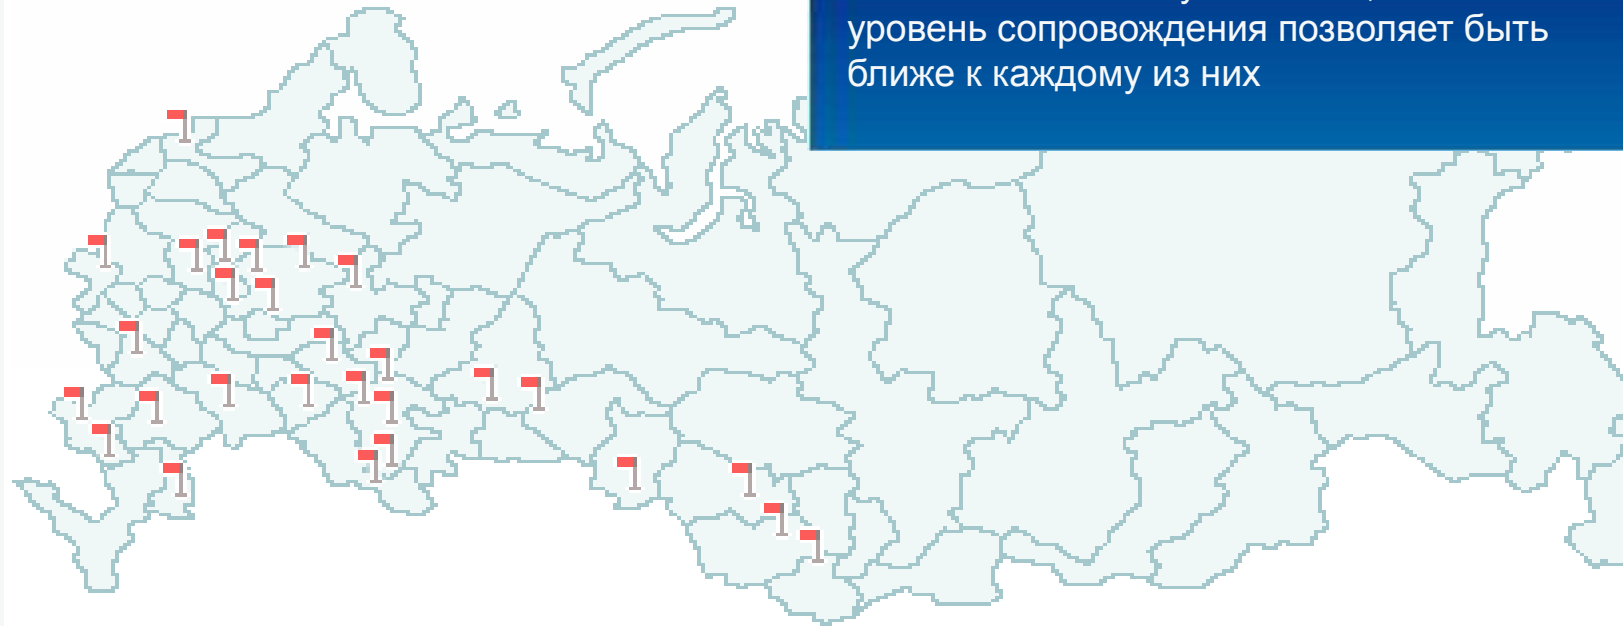 уровень сопровождения позволяет быть
ближе к каждому из них